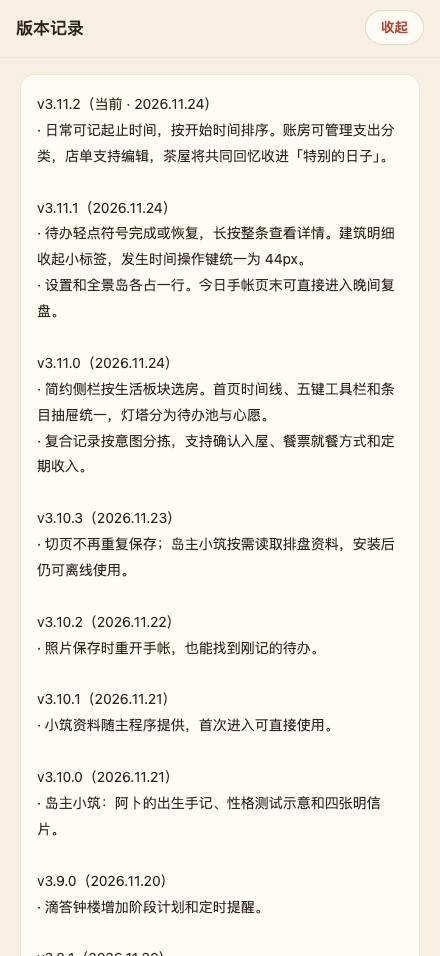 版本记录
收起
v3.11.2（当前 · 2026.11.24）
· 日常可记起止时间，按开始时间排序。账房可管理支出分
类，店单支持编辑，茶屋将共同回忆收进「特别的日子」。
v3.11.1（2026.11.24）
· 待办轻点符号完成或恢复，长按整条查看详情。建筑明细
收起小标签，发生时间操作键统一为 44px。
· 设置和全景岛各占一行。今日手帐页末可直接进入晚间复
盘。
v3.11.0（2026.11.24）
· 简约侧栏按生活板块选房。首页时间线、五键工具栏和条
目抽屉统一，灯塔分为待办池与心愿。
· 复合记录按意图分拣，支持确认入屋、餐票就餐方式和定
期收入。
v3.10.3（2026.11.23）
· 切页不再重复保存；岛主小筑按需读取排盘资料，安装后
仍可离线使用。
v3.10.2（2026.11.22）
· 照片保存时重开手帐，也能找到刚记的待办。
v3.10.1（2026.11.21）
· 小筑资料随主程序提供，首次进入可直接使用。
v3.10.0（2026.11.21）
· 岛主小筑：阿卜的出生手记、性格测试示意和四张明信
片。
v3.9.0（2026.11.20）
· 滴答钟楼增加阶段计划和定时提醒。